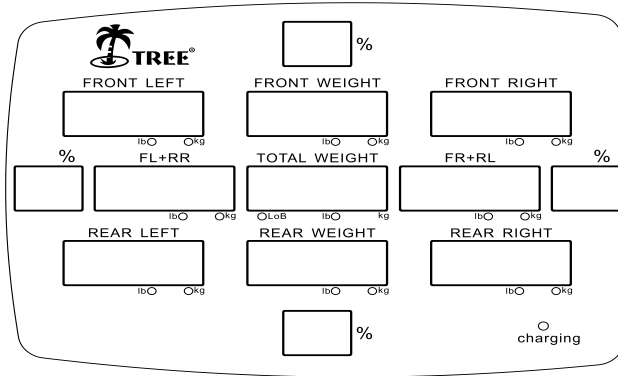 TREE®
%
FRONT LEFT FRONT WEIGHT FRONT RIGHT
lb kg lb kg lb kg
% FL+RR TOTAL WEIGHT FR+RL %
lb kg LoB lb kg lb kg
REAR LEFT REAR WEIGHT REAR RIGHT
lb kg lb kg lb kg
%
charging